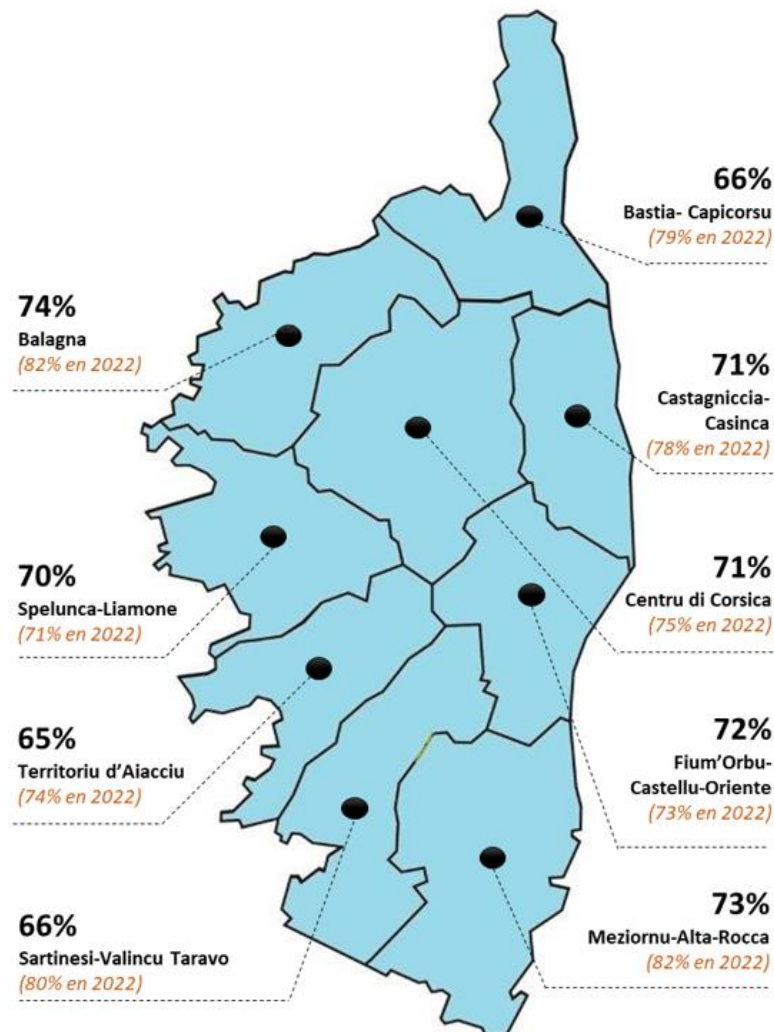 66%
Bastia- Capicorsu
(79% en 2022)
74%
Balagna
(82% en 2022)
71%
Castagniccia-
Casinca
(78% en 2022)
70%
Spelunca-Liamone
(71% en 2022)
71%
Centru di Corsica
(75% en 2022)
65%
Territoriu d'Aiacciu
(74% en 2022)
72%
Fium'Orbu-
Castellu-Oriente
(73% en 2022)
66%
Sartinesi-Valincu Taravo
(80% en 2022)
73%
Meziornu-Alta-Rocca
(82% en 2022)